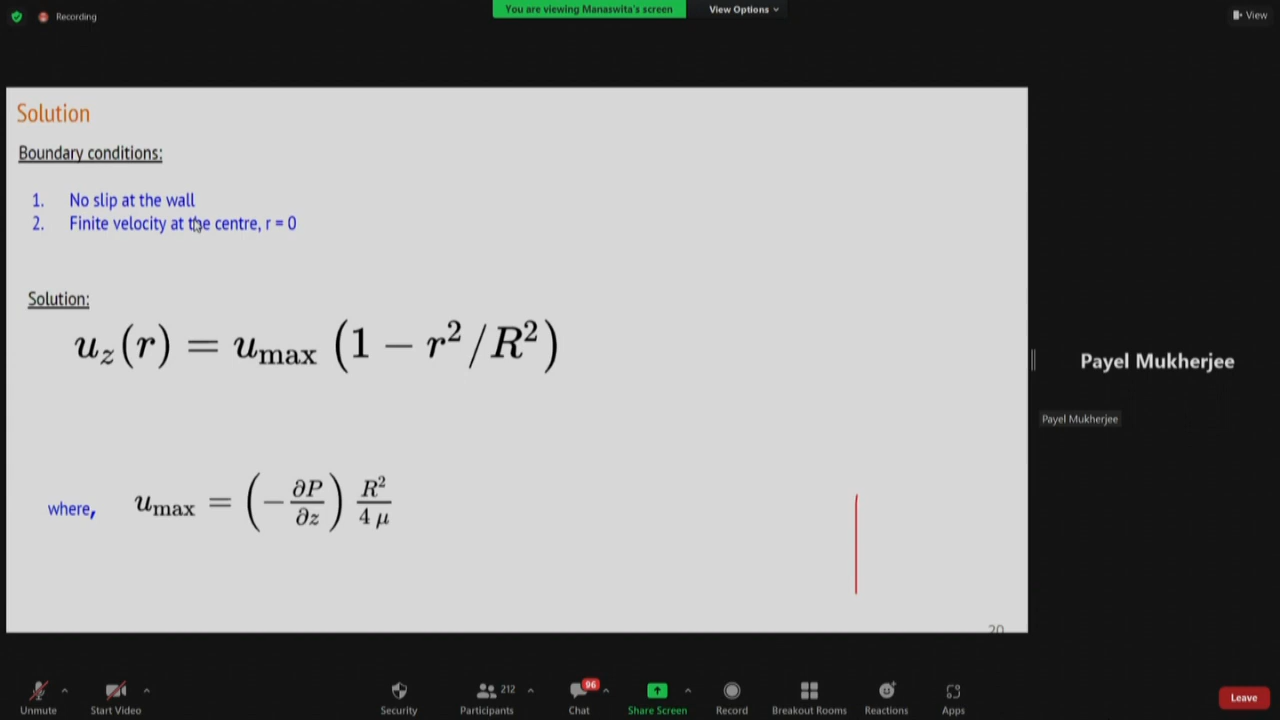 Recording
You are viewing Manaswita's screen
View Options
View
Solution
Boundary conditions:
1. No slip at the wall
2. Finite velocity at the centre, r = 0
Solution:
u_z(r) = u_max (1 − r²/R²)
where, u_max = (−∂P/∂z) R²/4 μ
20
Payel Mukherjee
Payel Mukherjee
Unmute
Start Video
Security
212
Participants
96
Chat
Share Screen
Record
Breakout Rooms
Reactions
Apps
Leave